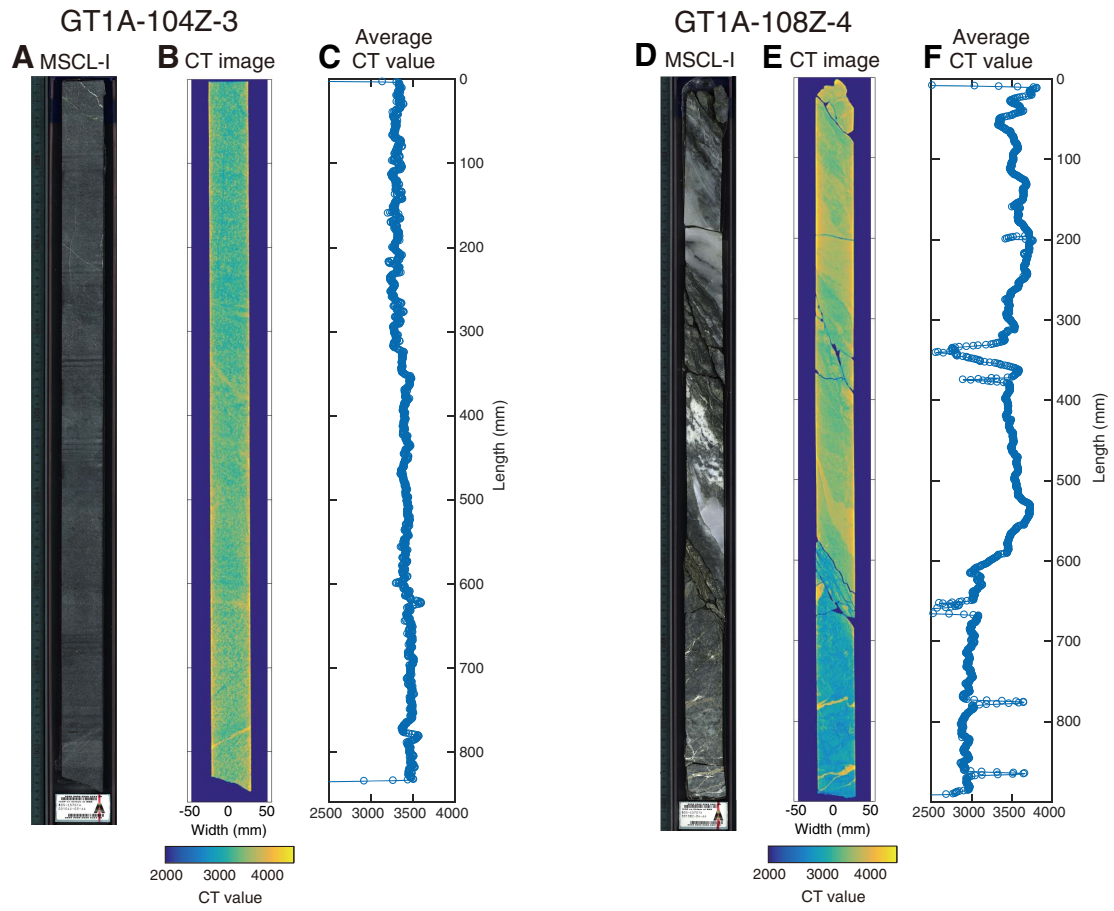 GT1A-104Z-3
A MSCL-I
B CT image
C Average
CT value
0
100
200
300
400
500
600
700
800
Length (mm)
2500 3000 3500 4000
-50 0 50
Width (mm)
2000 3000 4000
CT value
GT1A-108Z-4
D MSCL-I
E CT image
F Average
CT value
0
100
200
300
400
500
600
700
800
Length (mm)
2500 3000 3500 4000
-50 0 50
Width (mm)
2000 3000 4000
CT value